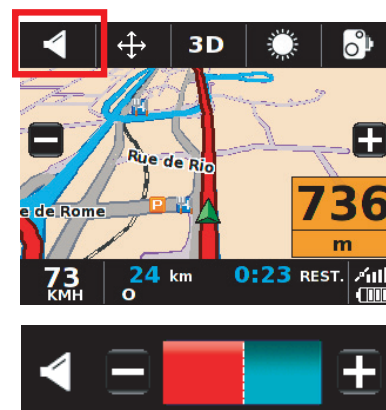 3D
Rue de Rio
e de Rome
P
736
m
73
KMH
24 km
O
0:23 REST.